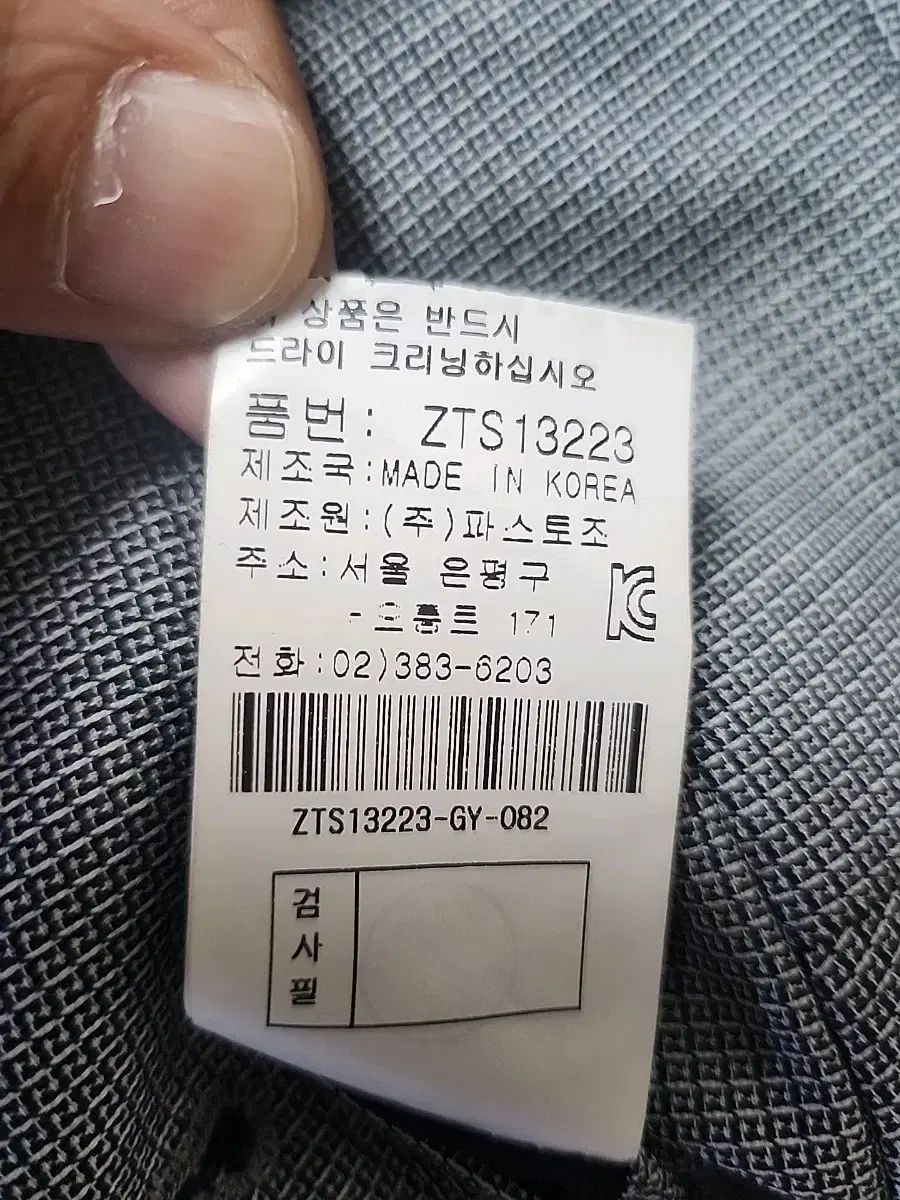 상품은 반드시
드라이 크리닝하십시오
품번: ZTS13223
제조국:MADE IN KOREA
제조원:(주)파스토조
주소:서울 은평구
171
전화:02)383-6203
ZTS13223-GY-082
검
사
필